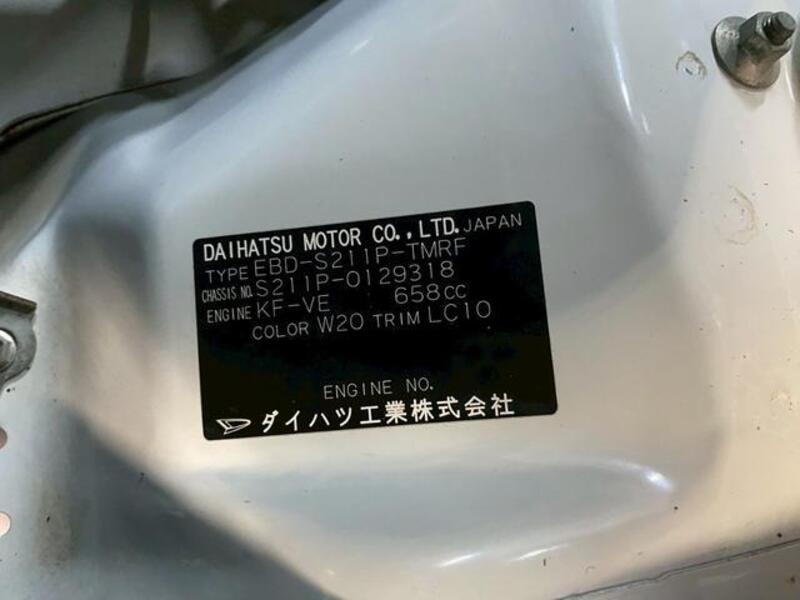 DAIHATSU MOTOR CO.,LTD. JAPAN
TYPE EBD-S211P-TMRF
CHASSIS NO. S211P-0129318
ENGINE KF-VE 658CC
COLOR W20 TRIM LC10
ENGINE NO.
ダイハツ工業株式会社